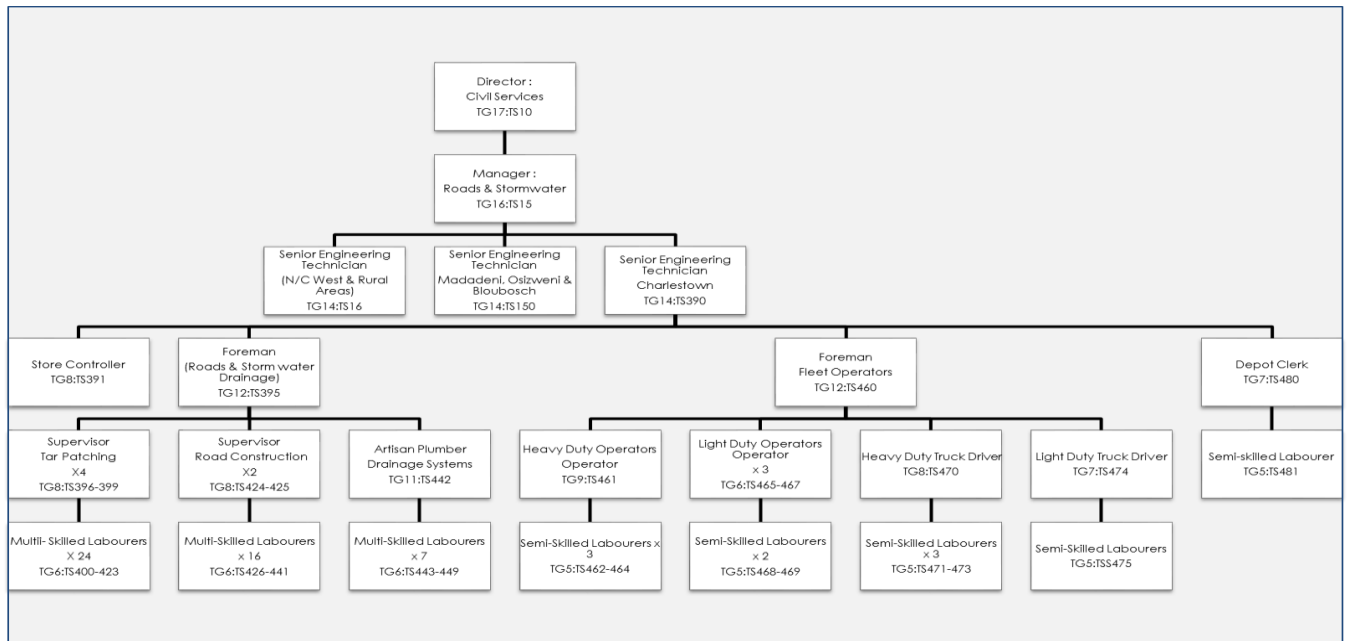 Director :
Civil Services
TG17:TS10
Manager :
Roads & Stormwater
TG16:TS15
Senior Engineering
Technician
(N/C West & Rural
Areas)
TG14:TS16
Senior Engineering
Technician
Madadeni, Osizweni &
Bloubosch
TG14:TS150
Senior Engineering
Technician
Charlestown
TG14:TS390
Store Controller
TG8:TS391
Foreman
(Roads & Storm water
Drainage)
TG12:TS395
Foreman
Fleet Operators
TG12:TS460
Depot Clerk
TG7:TS480
Supervisor
Tar Patching
X4
TG8:TS396-399
Supervisor
Road Construction
X2
TG8:TS424-425
Artisan Plumber
Drainage Systems
TG11:TS442
Heavy Duty Operators
Operator
TG9:TS461
Light Duty Operators
Operator
x 3
TG6:TS465-467
Heavy Duty Truck Driver
TG8:TS470
Light Duty Truck Driver
TG7:TS474
Semi-skilled Labourer
TG5:TS481
Multii- Skilled Labourers
X 24
TG6:TS400-423
Multi-Skilled Labourers
x 16
TG6:TS426-441
Multi-Skilled Labourers
x 7
TG6:TS443-449
Semi-Skilled Labourers x
3
TG5:TS462-464
Semi-Skilled Labourers
x 2
TG5:TS468-469
Semi-Skilled Labourers
x 3
TG5:TS471-473
Semi-Skilled Labourers
TG5:TSS475